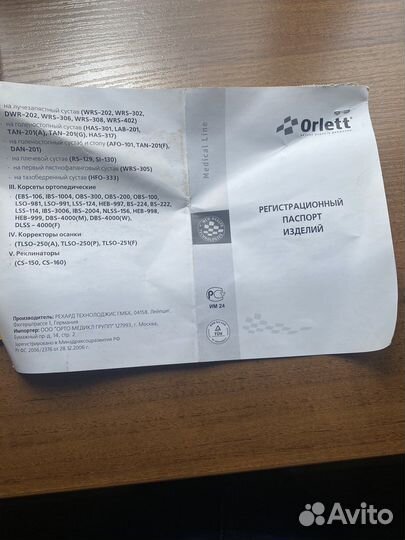 на лучезапястный сустав (WRS-202, WRS-302,
DWR-202, WRS-306, WRS-308, WRS-402)
- на голеностопный сустав (HAS-301, LAB-201,
TAN-201(A), TAN-201(G), HAS-317)
- на голеностопный сустав и стопу (AFO-101, TAN-201(F),
DAN-201)
- на плечевой сустав (RS-129, SI-130)
- на первый пястнофаланговый сустав (WRS-305)
- на тазобедренный сустав (HFO-333)
III. Корсеты ортопедические
(EBS-106, IBS-1004, OBS-300, OBS-200, OBS-100,
LSO-981, LSO-991, LSS-124, HEB-997, BS-224, BS-222,
LSS-114, IBS-3006, IBS-2004, NLSS-156, HEB-998,
HEB-999, DBS-4000(M), DBS-4000(W),
DLSS - 4000(F)
IV. Корректоры осанки
(TLSO-250(A), TLSO-250(P), TLSO-251(F)
V. Реклинаторы
(CS-150, CS-160)
Производитель: РЕХАРД ТЕХНОЛОДЖИС ГМБХ, 04158, Лейпциг,
1, Германия
Импортер: ООО "ОРТО-МЕДИКЛ ГРУПП" 127993, г. Москва,
Бумажный пр-д, 14, стр. 2
Зарегистрировано в Минздравсоцразвития РФ
ФС 2006/2376 от 28.12.2006 г.
Medical Line
ИМ 24
TÜV
Orlett®
РЕГИСТРАЦИОННЫЙ
ПАСПОРТ
ИЗДЕЛИЙ
Avito